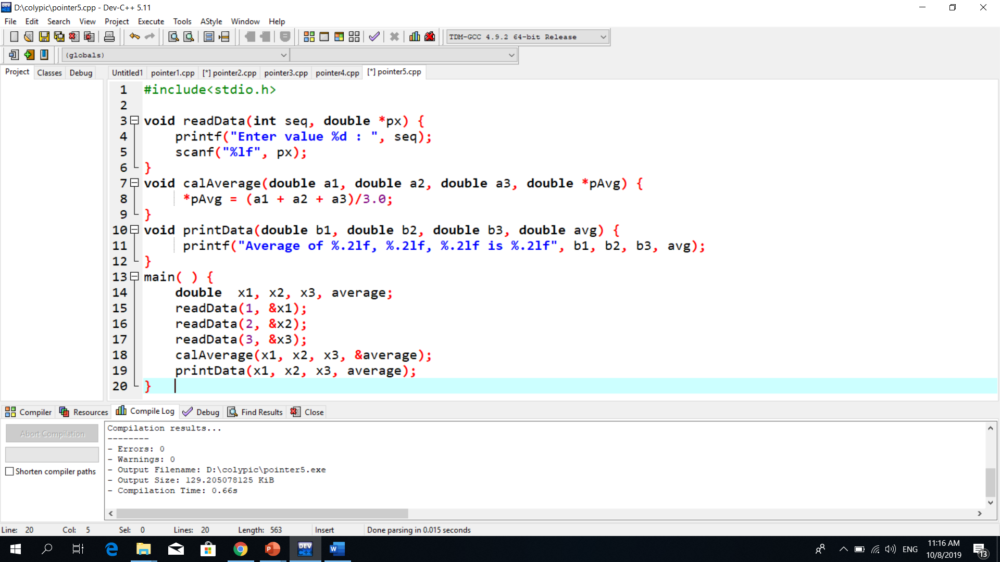 D:\colypic\pointer5.cpp - Dev-C++ 5.11
File Edit Search View Project Execute Tools AStyle Window Help
TDM-GCC 4.9.2 64-bit Release
(globals)
Project Classes Debug Untitled1 pointer1.cpp [*] pointer2.cpp pointer3.cpp pointer4.cpp [*] pointer5.cpp
1 #include<stdio.h>
2
3 void readData(int seq, double *px) {
4 printf("Enter value %d : ", seq);
5 scanf("%lf", px);
6 }
7 void calAverage(double a1, double a2, double a3, double *pAvg) {
8 *pAvg = (a1 + a2 + a3)/3.0;
9 }
10 void printData(double b1, double b2, double b3, double avg) {
11 printf("Average of %.2lf, %.2lf, %.2lf is %.2lf", b1, b2, b3, avg);
12 }
13 main( ) {
14 double  x1, x2, x3, average;
15 readData(1, &x1);
16 readData(2, &x2);
17 readData(3, &x3);
18 calAverage(x1, x2, x3, &average);
19 printData(x1, x2, x3, average);
20 }
Compiler Resources Compile Log Debug Find Results Close
Abort Compilation
Shorten compiler paths
Compilation results...
--------
- Errors: 0
- Warnings: 0
- Output Filename: D:\colypic\pointer5.exe
- Output Size: 129.205078125 KiB
- Compilation Time: 0.66s
Line: 20 Col: 5 Sel: 0 Lines: 20 Length: 563 Insert Done parsing in 0.015 seconds
DEV C++
ENG
11:16 AM
10/8/2019
13